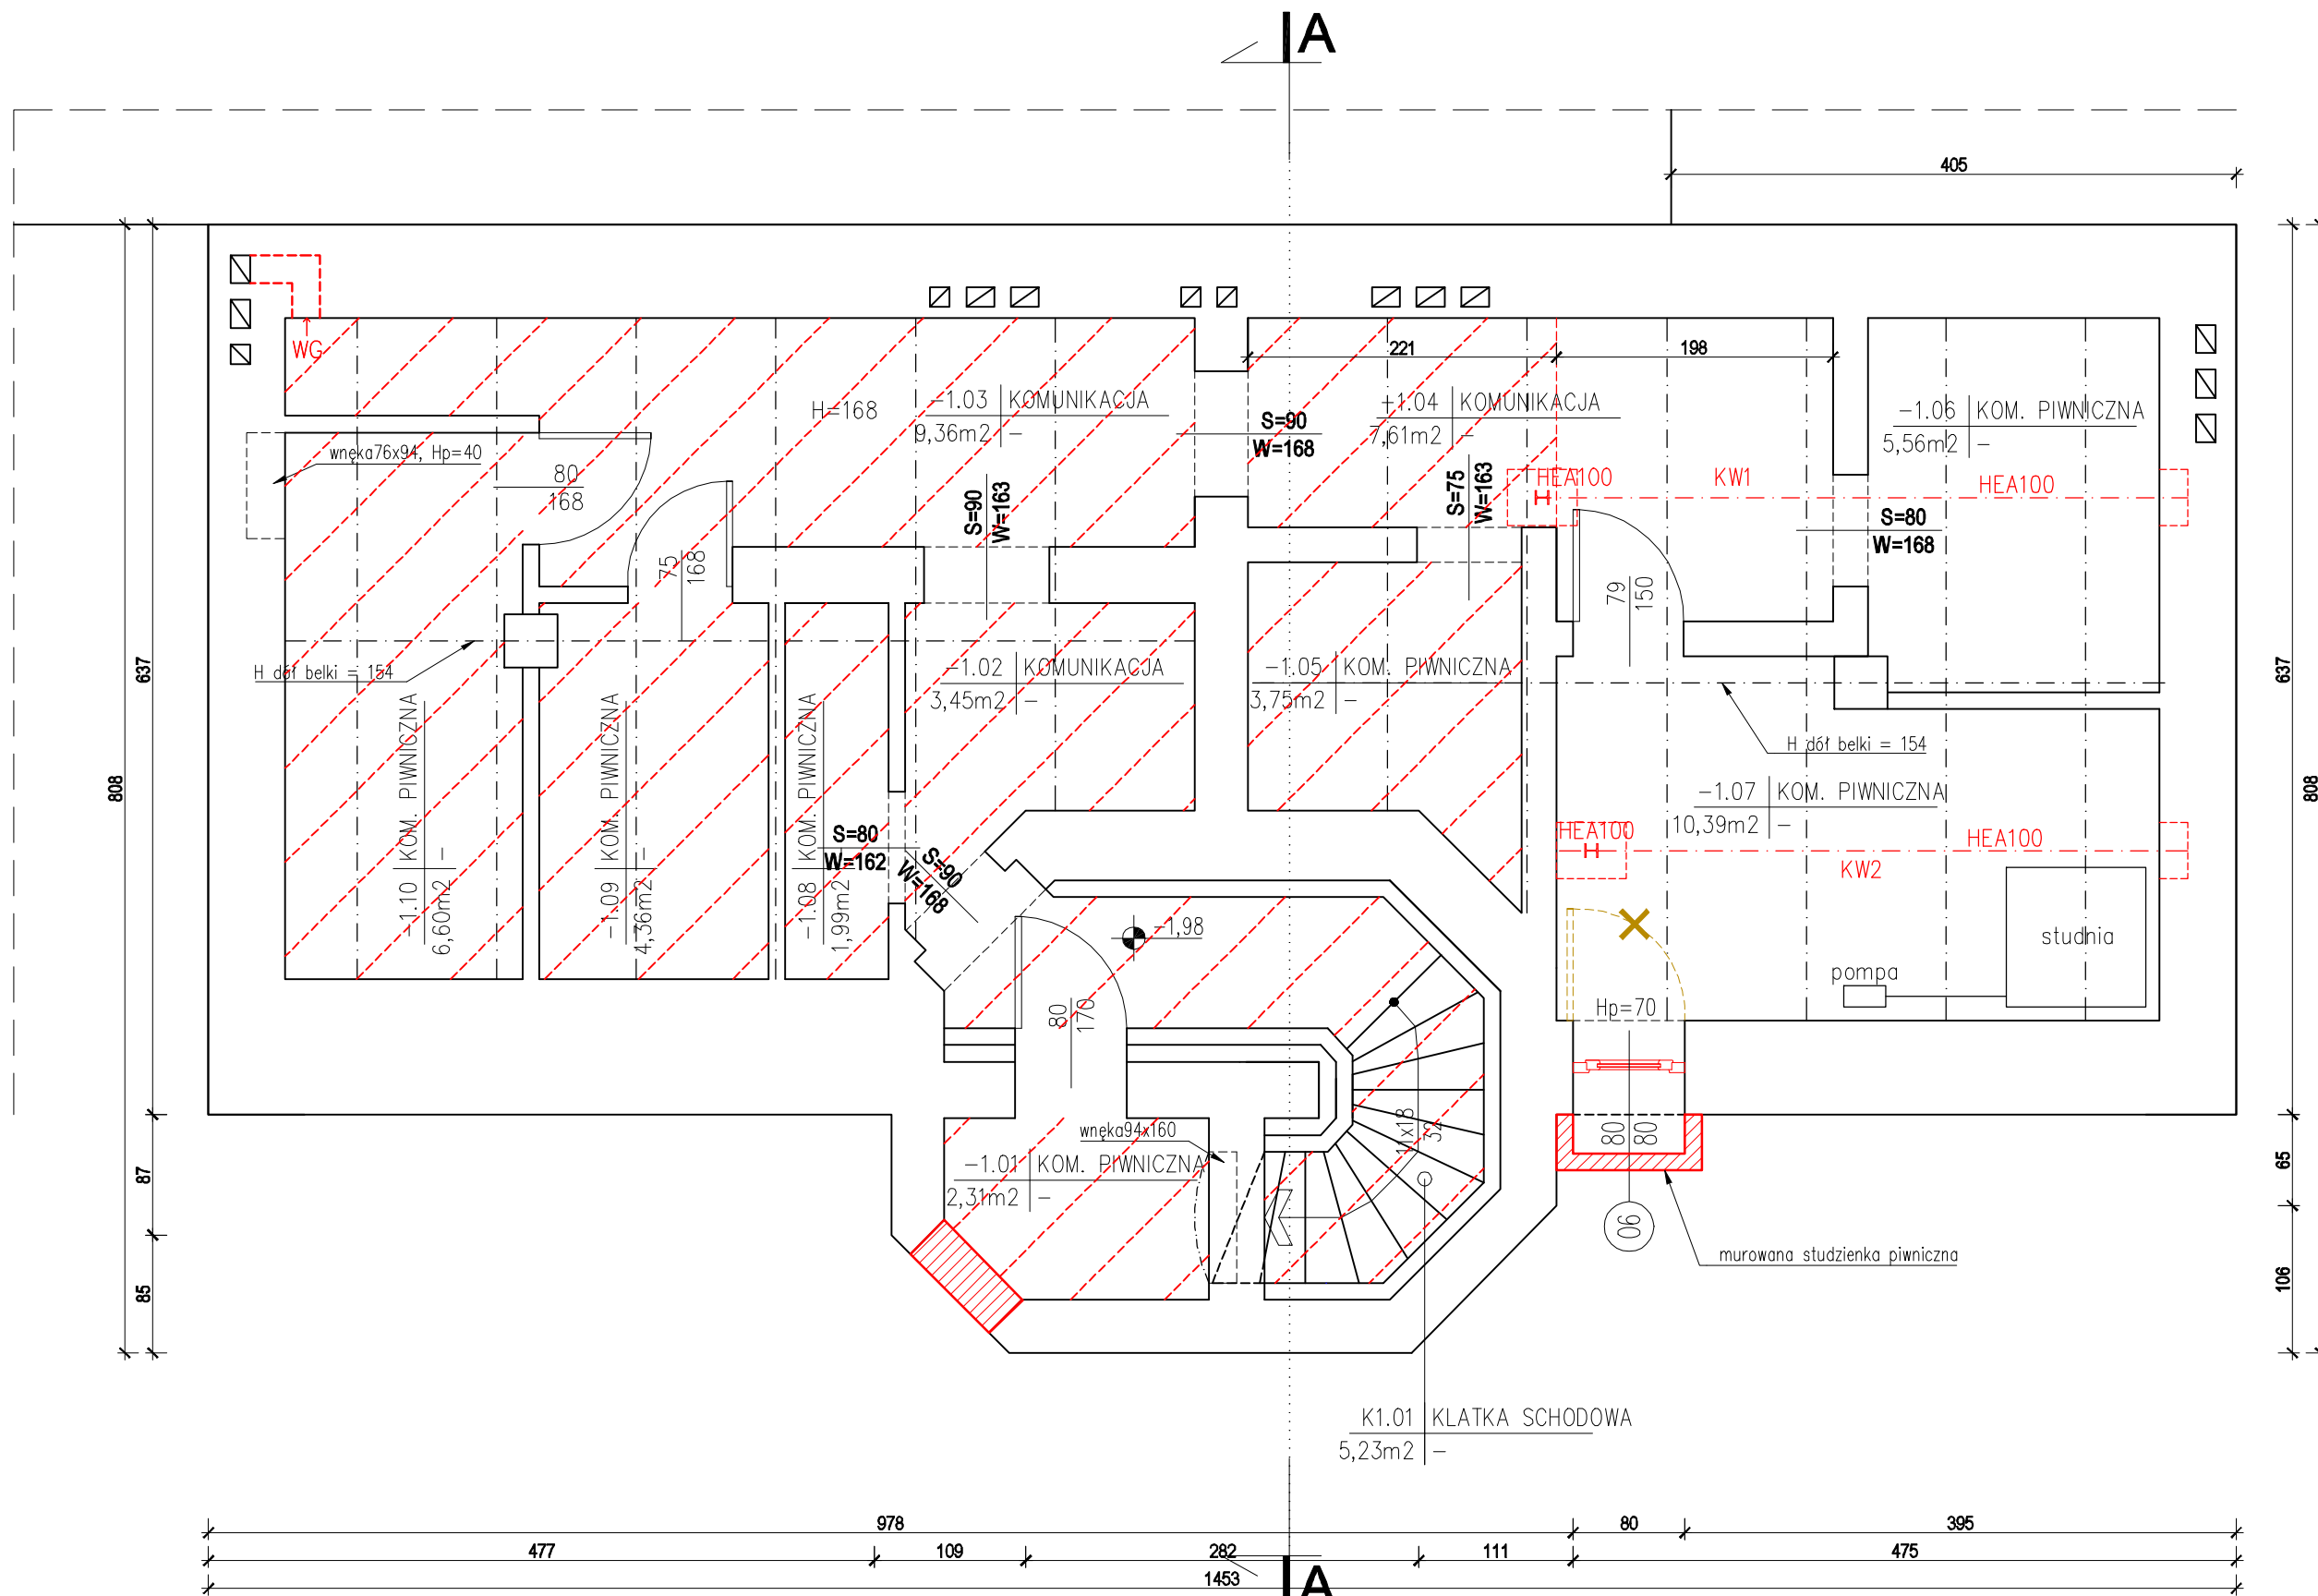 A
405
WG
221
198
H=168
-1.03 KOMUNIKACJA
9,36m2 -
-1.04 KOMUNIKACJA
7,61m2 -
-1.06 KOM. PIWNICZNA
5,56m2 -
S=90
W=168
wnęka76x94, Hp=40
80
168
S=90
W=163
S=75
W=163
HEA100
KW1
HEA100
S=80
W=168
75
168
79
150
637
637
H dół belki = 154
-1.02 KOMUNIKACJA
3,45m2 -
-1.05 KOM. PIWNICZNA
3,75m2 -
H dół belki = 154
808
808
-1.10 KOM. PIWNICZNA
6,60m2 -
-1.09 KOM. PIWNICZNA
4,36m2 -
-1.08 KOM. PIWNICZNA
1,99m2 -
-1.07 KOM. PIWNICZNA
10,39m2 -
S=80
W=162
S=90
W=168
HEA100
HEA100
KW2
-1,98
studnia
pompa
Hp=70
80
170
11x18
32
wnęka94x160
80
80
87
65
-1.01 KOM. PIWNICZNA
2,31m2 -
06
murowana studzienka piwniczna
85
106
K1.01 KLATKA SCHODOWA
5,23m2 -
978
80
395
477
109
282
111
475
1453
A